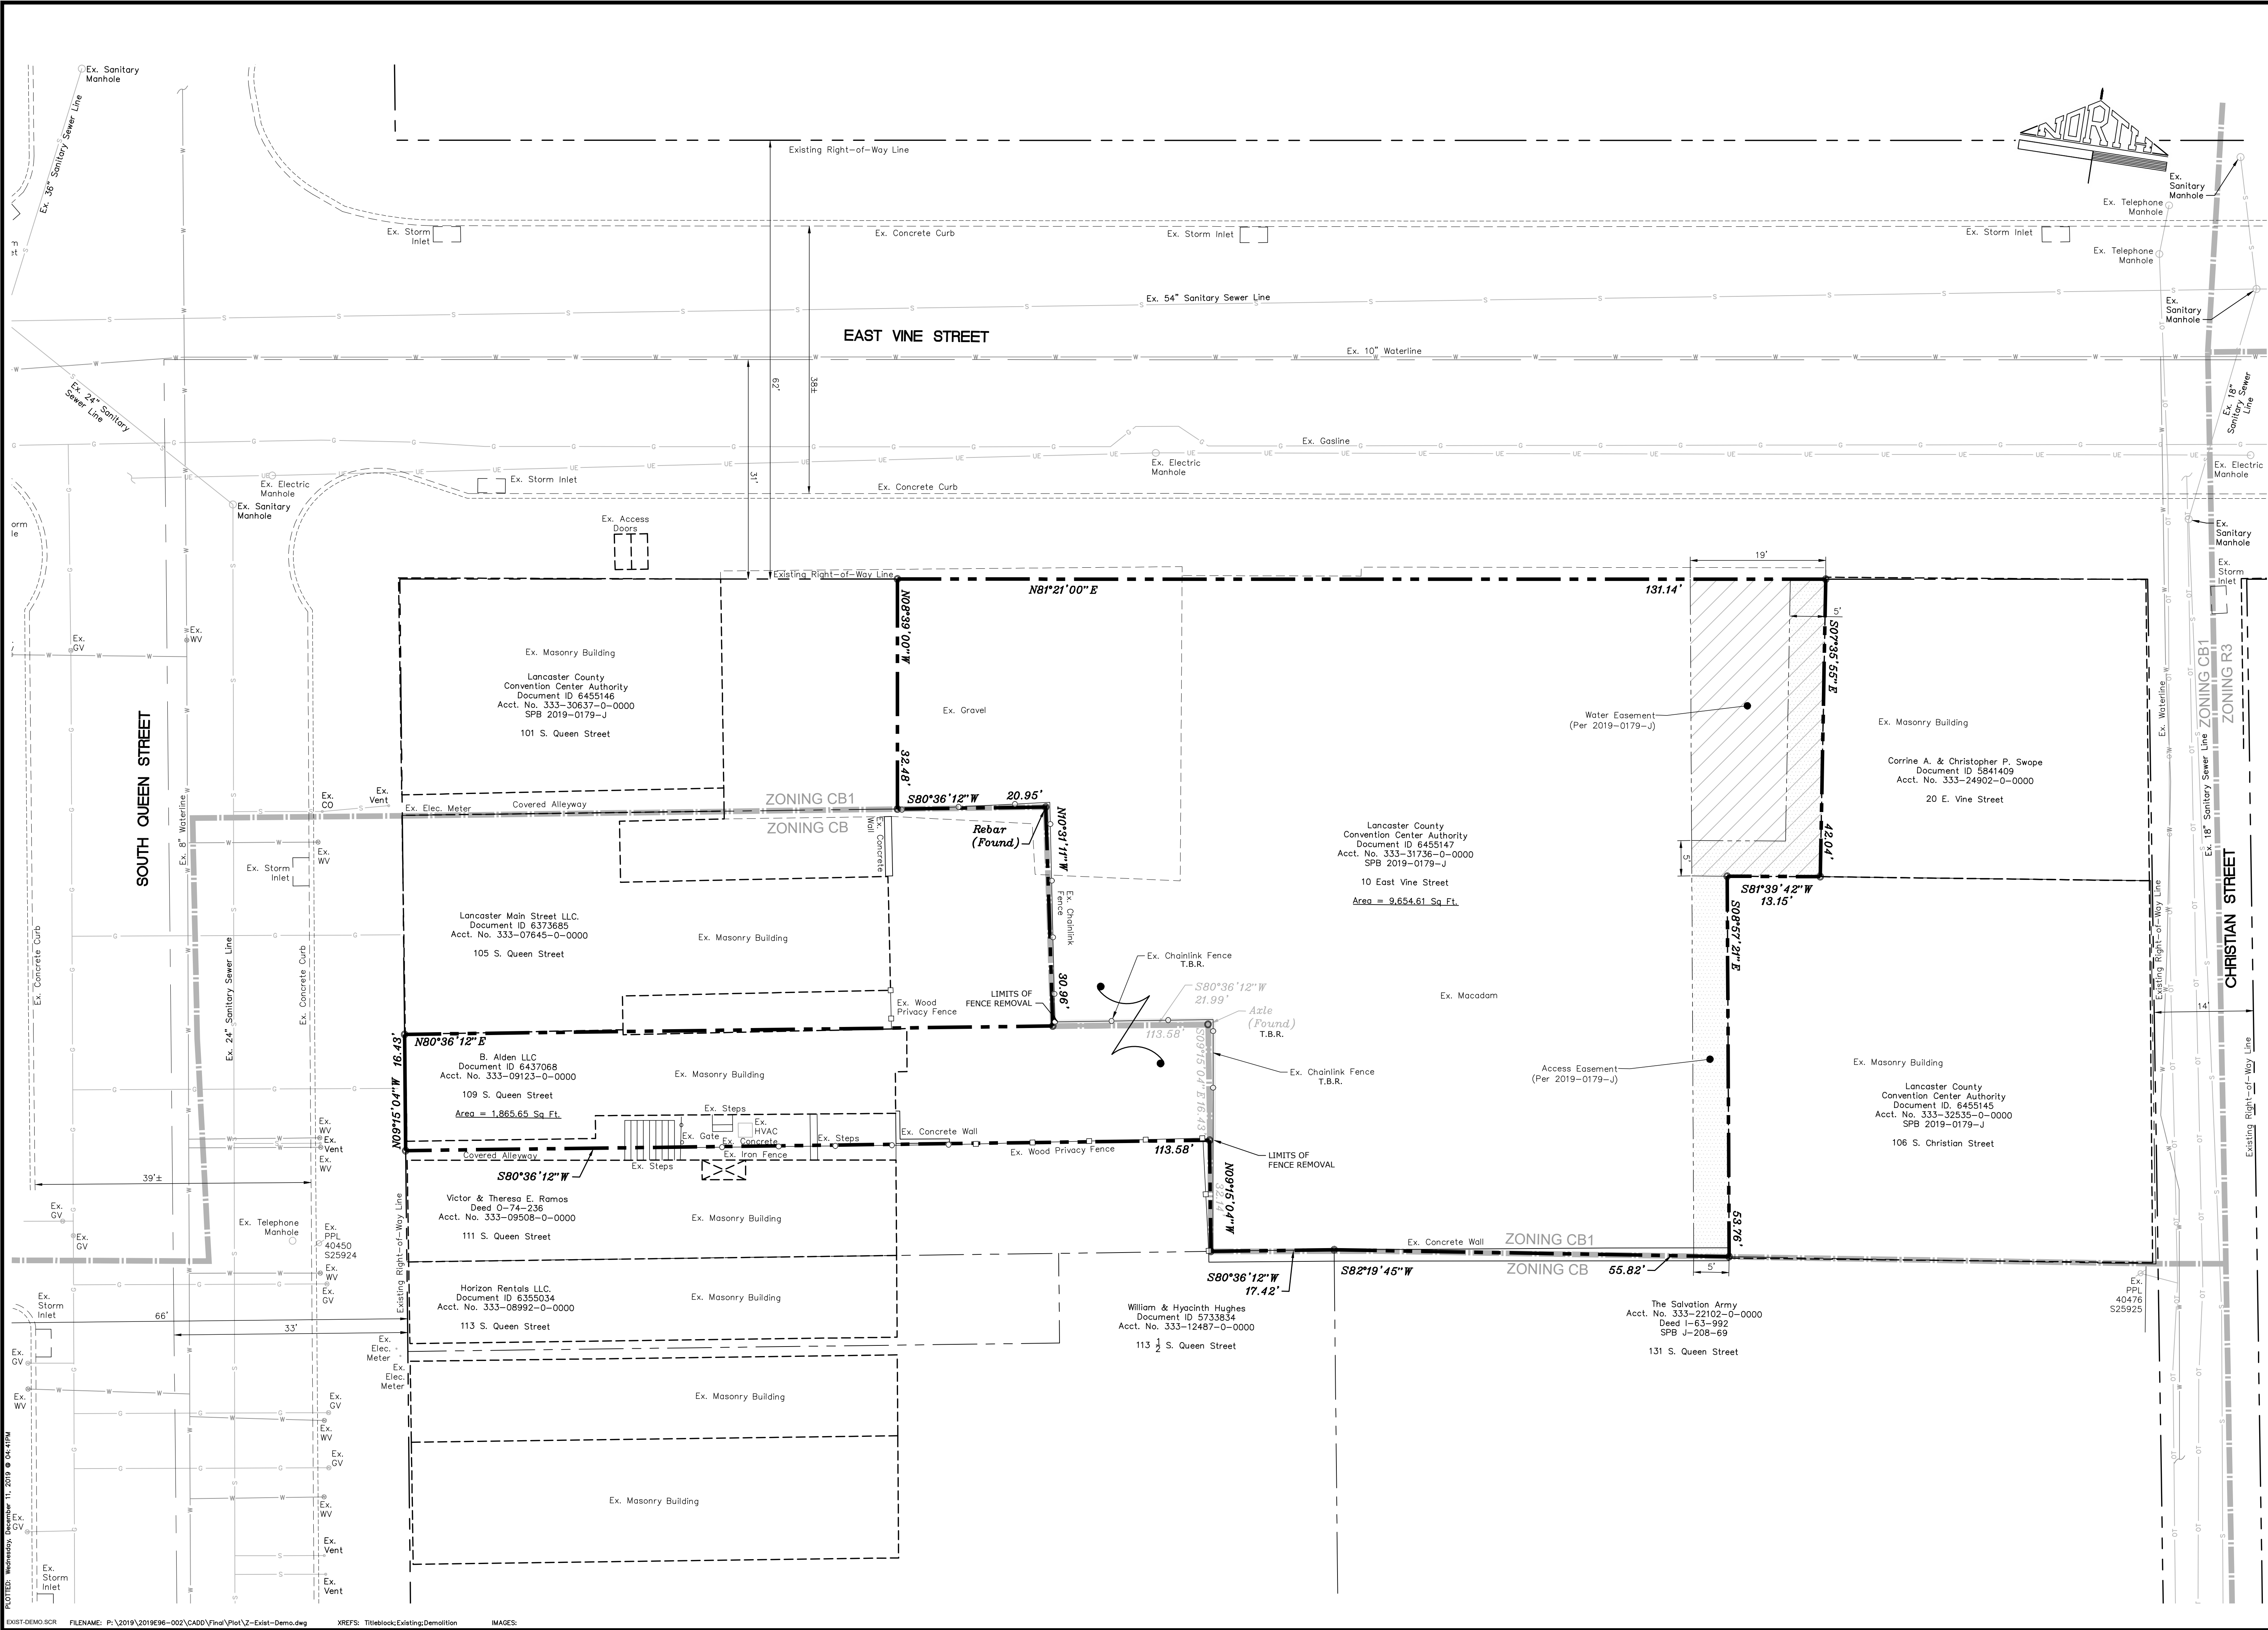 Ex. Sanitary
Manhole
Ex. 36" Sanitary Sewer Line
NORTH
Existing Right-of-Way Line
Ex.
Sanitary
Manhole
Ex. Telephone
Manhole
Ex. Storm
Inlet
Ex. Concrete Curb
Ex. Storm Inlet
Ex. Storm Inlet
Ex. Telephone
Manhole
Ex. 54" Sanitary Sewer Line
Ex.
Sanitary
Manhole
EAST VINE STREET
Ex. 10" Waterline
62'
38±
31'
Ex. 24" Sanitary
Sewer Line
Ex. 18"
Sanitary Sewer
Line
Ex. Gasline
Ex. Electric
Manhole
Ex. Electric
Manhole
Ex. Electric
Manhole
Ex. Storm Inlet
Ex. Concrete Curb
Ex. Sanitary
Manhole
Ex. Access
Doors
Ex.
Sanitary
Manhole
19'
Ex.
Storm
Inlet
Existing Right-of-Way Line
N81°21'00"E
131.14'
5'
N08°39'00"W
32.48'
S07°35'55"E
42.04'
Ex.
WV
Ex.
GV
Ex. Masonry Building
Lancaster County
Convention Center Authority
Document ID 6455146
Acct. No. 333-30637-0-0000
SPB 2019-0179-J
101 S. Queen Street
Ex. Gravel
Water Easement
(Per 2019-0179-J)
Ex. Masonry Building
Corrine A. & Christopher P. Swope
Document ID 5841409
Acct. No. 333-24902-0-0000
20 E. Vine Street
Ex. Waterline
Ex. 18" Sanitary Sewer Line
ZONING CB1
ZONING R3
SOUTH QUEEN STREET
CHRISTIAN STREET
Ex. 8" Waterline
Ex.
CO
Ex.
Vent
Ex. Elec. Meter
Covered Alleyway
ZONING CB1
ZONING CB
S80°36'12"W
20.95'
Rebar
(Found)
N10°31'11"W
30.96'
Ex. Concrete
Wall
Ex.
WV
Ex. Storm
Inlet
Lancaster County
Convention Center Authority
Document ID 6455147
Acct. No. 333-31736-0-0000
SPB 2019-0179-J
10 East Vine Street
Area = 9,654.61 Sq Ft.
5'
S81°39'42"W
13.15'
S08°57'21"E
53.76'
Ex. Chainlink
Fence
Lancaster Main Street LLC.
Document ID 6373685
Acct. No. 333-07645-0-0000
105 S. Queen Street
Ex. Masonry Building
Ex. Concrete Curb
Ex. 24" Sanitary Sewer Line
Ex. Concrete Curb
Ex. Chainlink Fence
T.B.R.
LIMITS OF
FENCE REMOVAL
S80°36'12"W
21.99'
Ex. Macadam
Ex. Wood
Privacy Fence
Axle
(Found)
T.B.R.
113.58'
S09°15'04"E 16.43'
Existing Right-of-Way Line
14'
Existing Right-of-Way Line
N80°36'12"E
N09°15'04"W 16.43'
B. Alden LLC
Document ID 6437068
Acct. No. 333-09123-0-0000
109 S. Queen Street
Area = 1,865.65 Sq Ft.
Ex. Masonry Building
Ex. Chainlink Fence
T.B.R.
Access Easement
(Per 2019-0179-J)
Ex. Masonry Building
Lancaster County
Convention Center Authority
Document ID. 6455145
Acct. No. 333-32535-0-0000
SPB 2019-0179-J
106 S. Christian Street
Ex. Steps
Ex.
HVAC
Ex. Gate
Ex. Concrete
Ex. Steps
Ex. Concrete Wall
Ex.
WV
Ex.
Vent
Ex.
WV
Covered Alleyway
Ex. Steps
Ex. Iron Fence
Ex. Wood Privacy Fence
113.58'
LIMITS OF
FENCE REMOVAL
S80°36'12"W
N09°15'04"W
32.14'
39'±
Victor & Theresa E. Ramos
Deed O-74-236
Acct. No. 333-09508-0-0000
111 S. Queen Street
Ex. Masonry Building
Ex.
GV
Ex.
GV
Ex. Telephone
Manhole
Ex.
PPL
40450
S25924
Existing Right-of-Way Line
Ex. Concrete Wall
ZONING CB1
ZONING CB
S80°36'12"W
17.42'
S82°19'45"W
55.82'
5'
Ex.
WV
Ex.
GV
Horizon Rentals LLC.
Document ID 6355034
Acct. No. 333-08992-0-0000
113 S. Queen Street
Ex. Masonry Building
William & Hyacinth Hughes
Document ID 5733834
Acct. No. 333-12487-0-0000
113 1/2 S. Queen Street
The Salvation Army
Acct. No. 333-22102-0-0000
Deed I-63-992
SPB J-208-69
131 S. Queen Street
Ex.
PPL
40476
S25925
Ex.
Storm
Inlet
66'
33'
Ex.
Elec.
Meter
Ex.
Elec.
Meter
Ex.
GV
Ex.
WV
Ex. Masonry Building
Ex.
GV
Ex.
WV
Ex.
GV
Ex. Masonry Building
Ex.
WV
Ex.
GV
Ex.
Vent
Ex.
Storm
Inlet
Ex.
Vent
PLOTTED: Wednesday, December 11, 2019 @ 04:41PM
EXIST-DEMO.SCR FILENAME: P:\2019\2019E96-002\CADD\Final\Plot\Z-Exist-Demo.dwg XREFS: Titleblock;Existing;Demolition IMAGES: